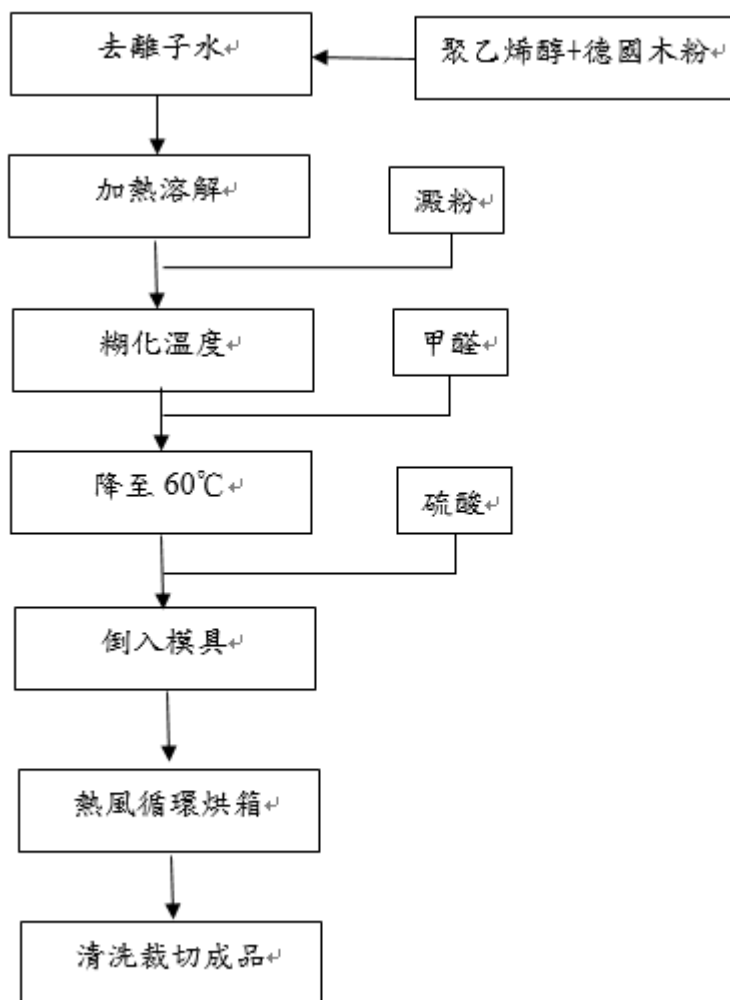 去離子水↵
聚乙烯醇+德國木粉↵
加熱溶解↵
澱粉↵
糊化溫度↵
甲醛↵
降至 60℃↵
硫酸↵
倒入模具↵
熱風循環烘箱↵
清洗裁切成品↵